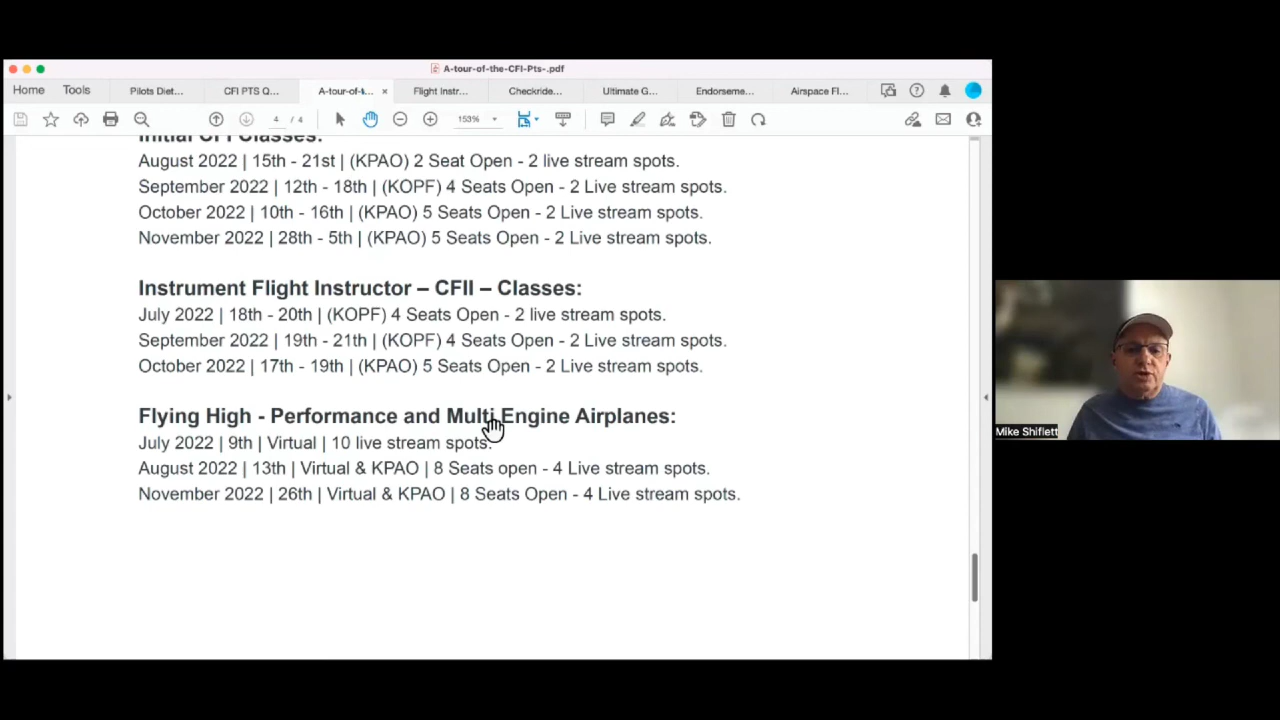 A-tour-of-the-CFI-Pts-.pdf
Home Tools Pilots Diet... CFI PTS Q... A-tour-of-t... × Flight Instr... Checkride... Ultimate G... Endorseme... Airspace Fl...
4 / 4 153%
Initial CFI Classes:
August 2022 | 15th - 21st | (KPAO) 2 Seat Open - 2 live stream spots.
September 2022 | 12th - 18th | (KOPF) 4 Seats Open - 2 Live stream spots.
October 2022 | 10th - 16th | (KPAO) 5 Seats Open - 2 Live stream spots.
November 2022 | 28th - 5th | (KPAO) 5 Seats Open - 2 Live stream spots.
Instrument Flight Instructor – CFII – Classes:
July 2022 | 18th - 20th | (KOPF) 4 Seats Open - 2 live stream spots.
September 2022 | 19th - 21th | (KOPF) 4 Seats Open - 2 Live stream spots.
October 2022 | 17th - 19th | (KPAO) 5 Seats Open - 2 Live stream spots.
Flying High - Performance and Multi Engine Airplanes:
July 2022 | 9th | Virtual | 10 live stream spots.
August 2022 | 13th | Virtual & KPAO | 8 Seats open - 4 Live stream spots.
November 2022 | 26th | Virtual & KPAO | 8 Seats Open - 4 Live stream spots.
Mike Shiflett